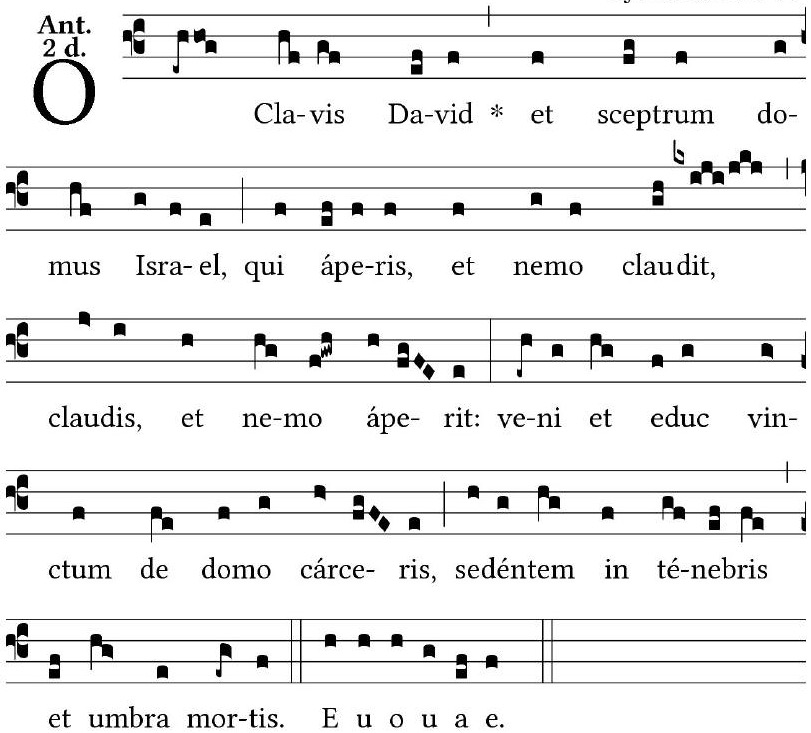 Ant.
2 d.
O Cla-vis Da-vid * et sceptrum do-
mus Isra-el, qui ápe-ris, et nemo claudit,
claudis, et ne-mo ápe- rit: ve-ni et educ vin-
ctum de domo cárce- ris, sedéntem in té-nebris
et umbra mor-tis. E u o u a e.